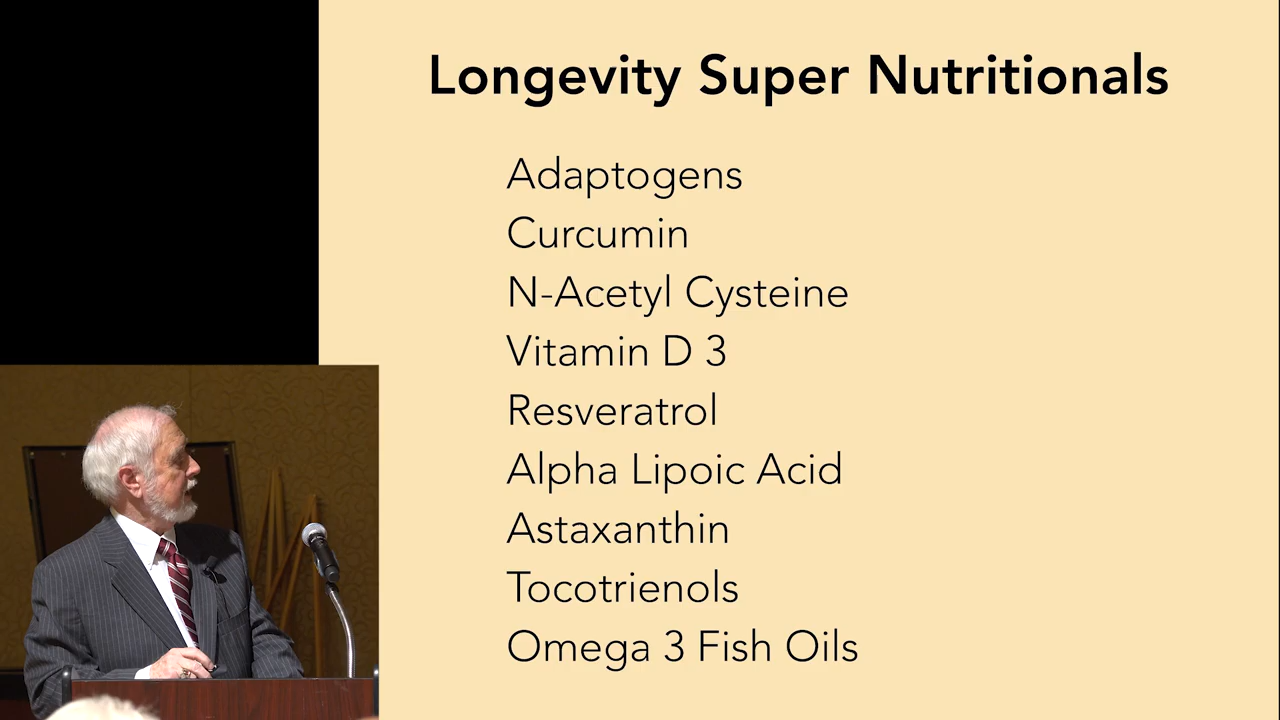 Longevity Super Nutritionals
Adaptogens
Curcumin
N-Acetyl Cysteine
Vitamin D 3
Resveratrol
Alpha Lipoic Acid
Astaxanthin
Tocotrienols
Omega 3 Fish Oils